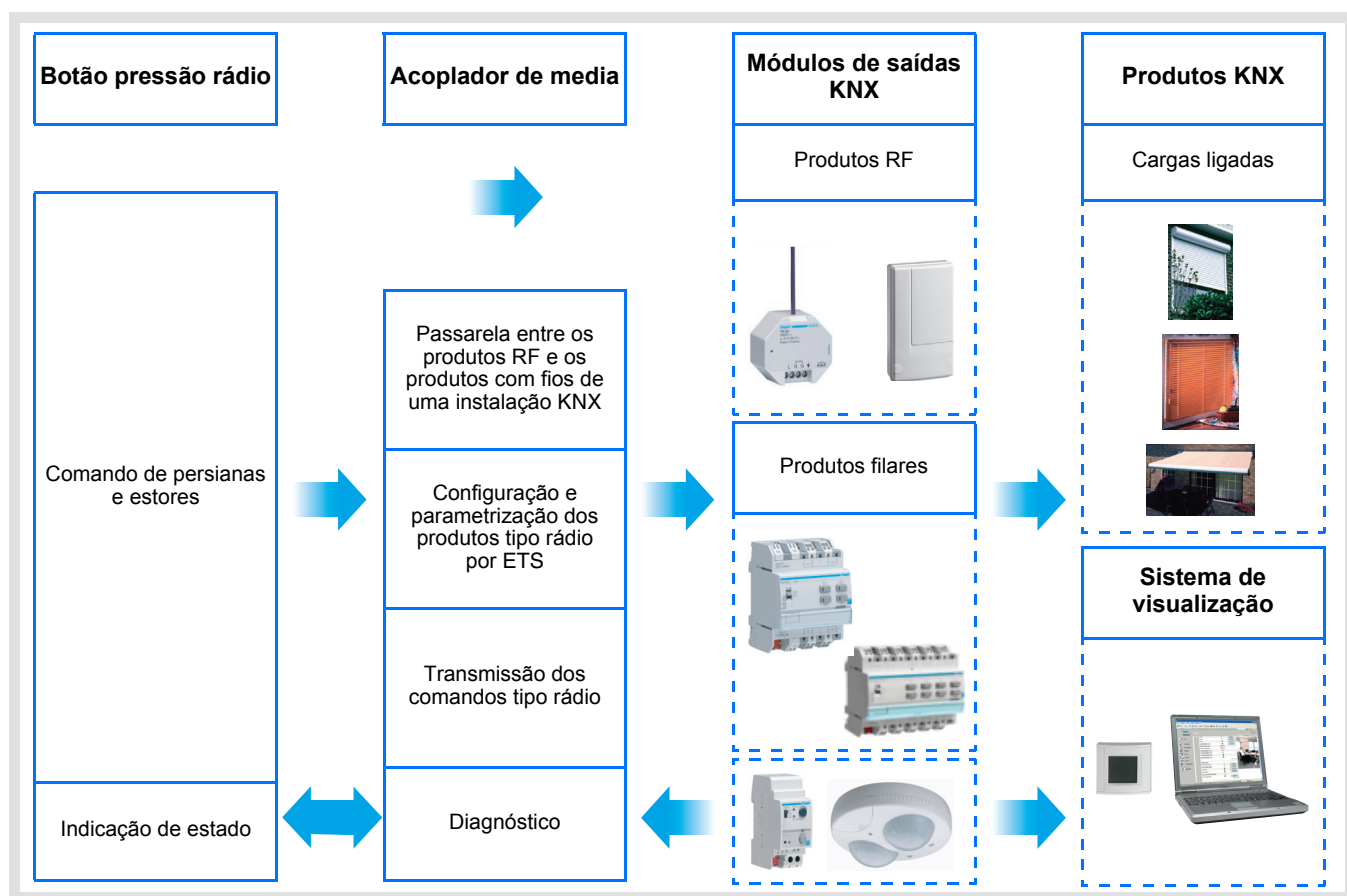 Botão pressão rádio
Acoplador de media
Módulos de saídas
KNX
Produtos KNX
Produtos RF
Cargas ligadas
Passarela entre os
produtos RF e os
produtos com fios de
uma instalação KNX
Comando de persianas
e estores
Configuração e
parametrização dos
produtos tipo rádio
por ETS
Produtos filares
Sistema de
visualização
Transmissão dos
comandos tipo rádio
Indicação de estado
Diagnóstico